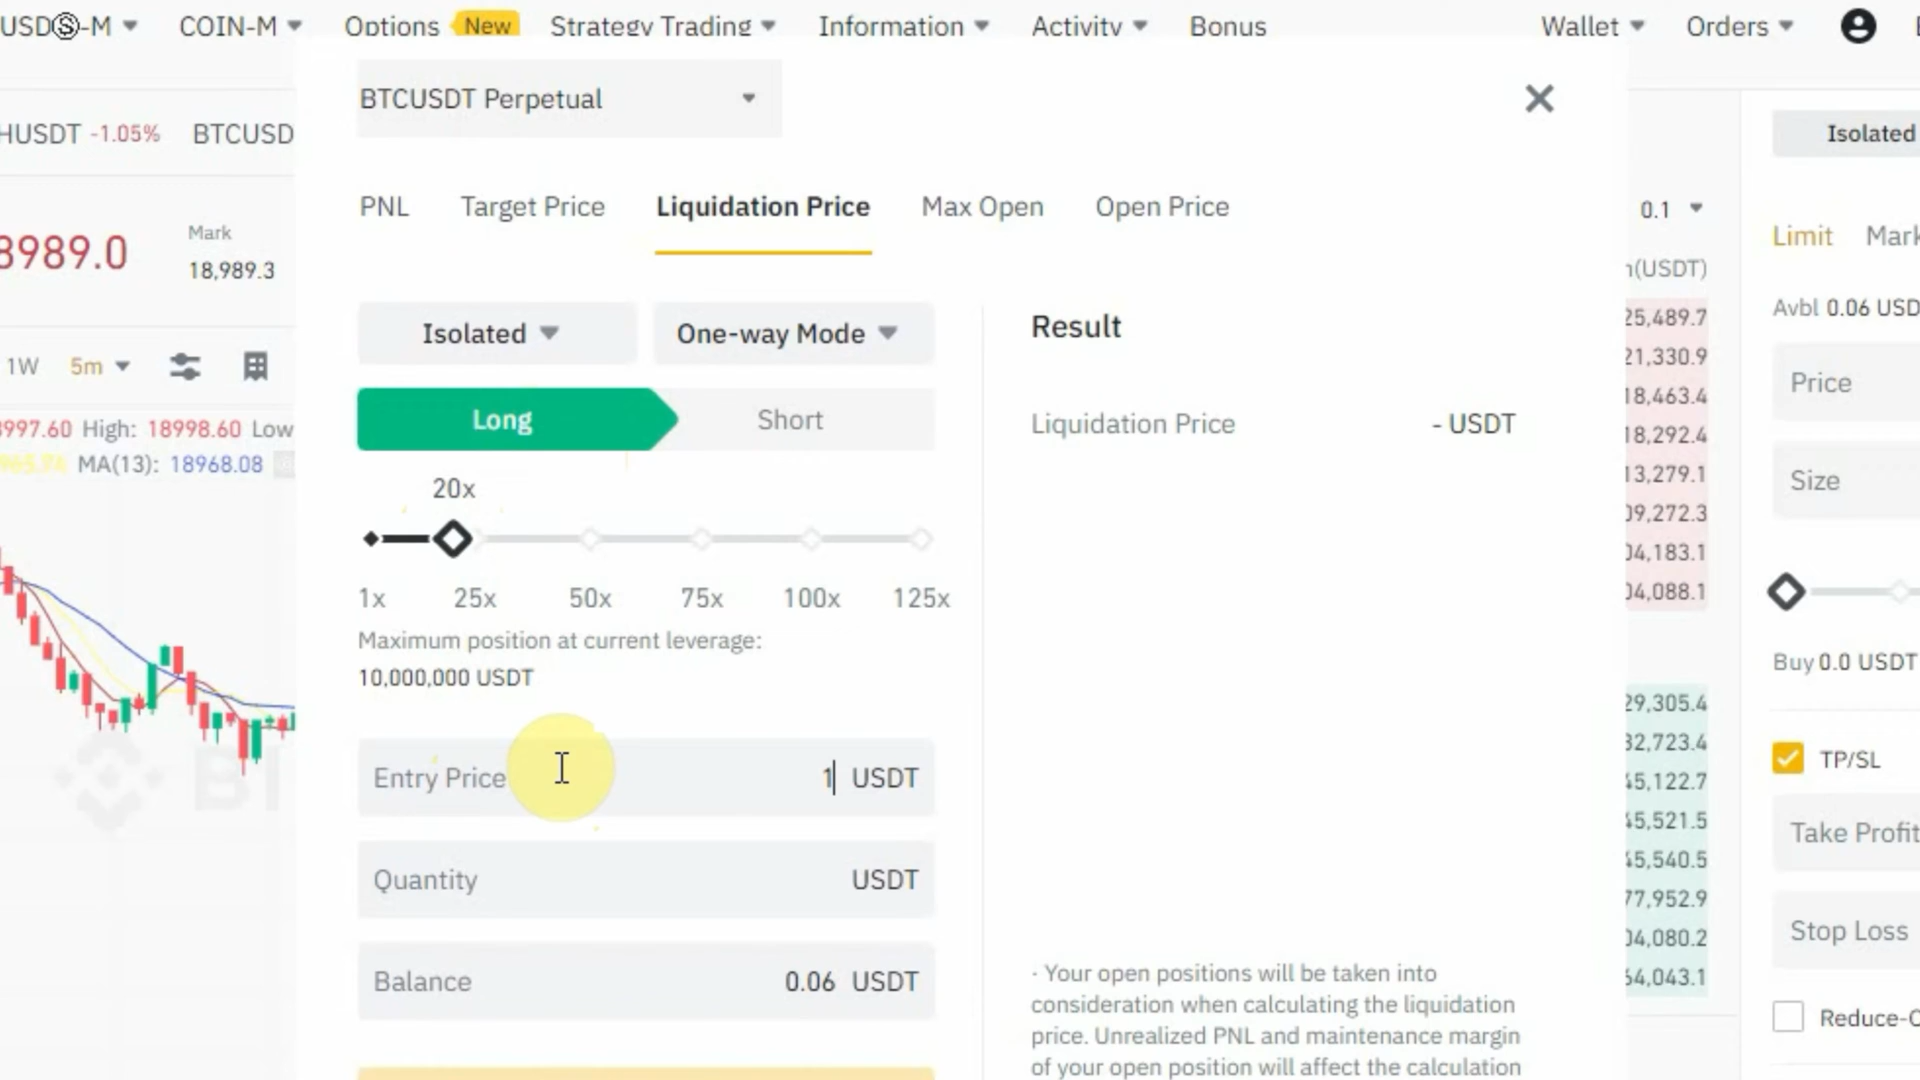 USDⓈ-M COIN-M Options New Strategy Trading Information Activity Bonus Wallet Orders
BTCUSDT Perpetual
HUSDT -1.05% BTCUSD
PNL Target Price Liquidation Price Max Open Open Price
8989.0
Mark
18,989.3
1W 5m
8997.60 High: 18998.60 Low
MA(13): 18968.08
Isolated One-way Mode
Long Short
20x
1x 25x 50x 75x 100x 125x
Maximum position at current leverage:
10,000,000 USDT
Entry Price 1 USDT
Quantity USDT
Balance 0.06 USDT
Result
Liquidation Price - USDT
· Your open positions will be taken into
consideration when calculating the liquidation
price. Unrealized PNL and maintenance margin
of your open position will affect the calculation
0.1
(USDT)
25,489.7
21,330.9
18,463.4
18,292.4
13,279.1
09,272.3
04,183.1
04,088.1
29,305.4
32,723.4
45,122.7
45,521.5
45,540.5
77,952.9
04,080.2
64,043.1
Isolated
Limit Mark
Avbl 0.06 USD
Price
Size
Buy 0.0 USDT
TP/SL
Take Profit
Stop Loss
Reduce-O